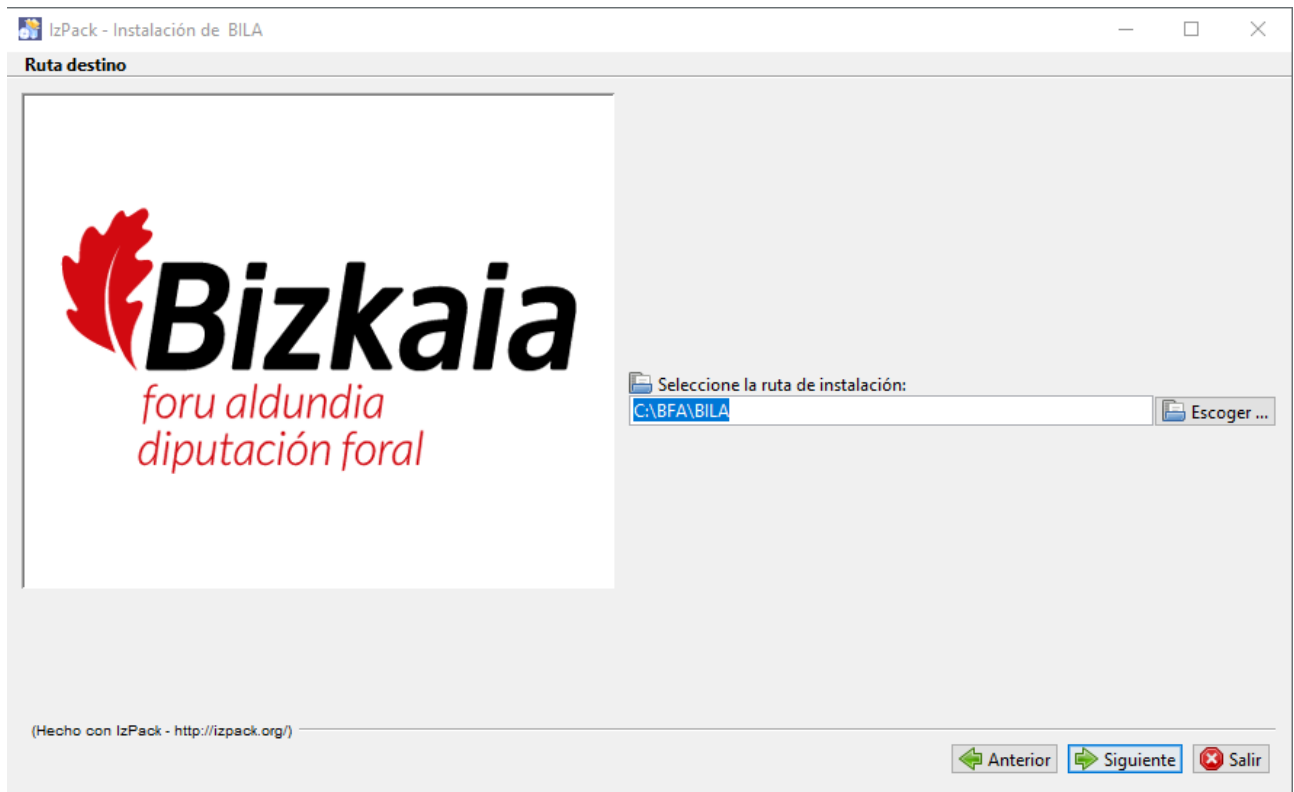 IzPack - Instalación de BILA
Ruta destino
Bizkaia
foru aldundia
diputación foral
Seleccione la ruta de instalación:
C:\BFA\BILA
Escoger ...
(Hecho con IzPack - http://izpack.org/)
Anterior
Siguiente
Salir